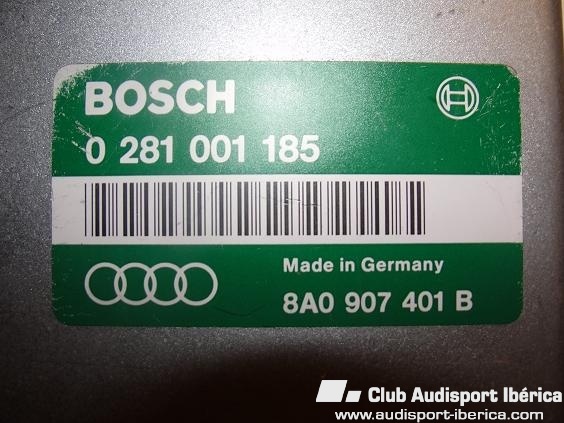 BOSCH
0 281 001 185
Made in Germany
8A0 907 401 B
Club Audisport Ibérica
www.audisport-iberica.com